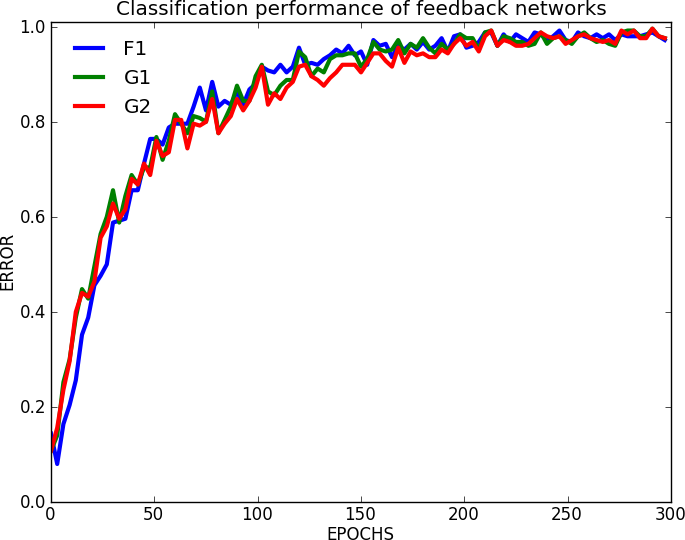 Classification performance of feedback networks
1.0
0.8
0.6
0.4
0.2
0.0
ERROR
F1
G1
G2
0 50 100 150 200 250 300
EPOCHS